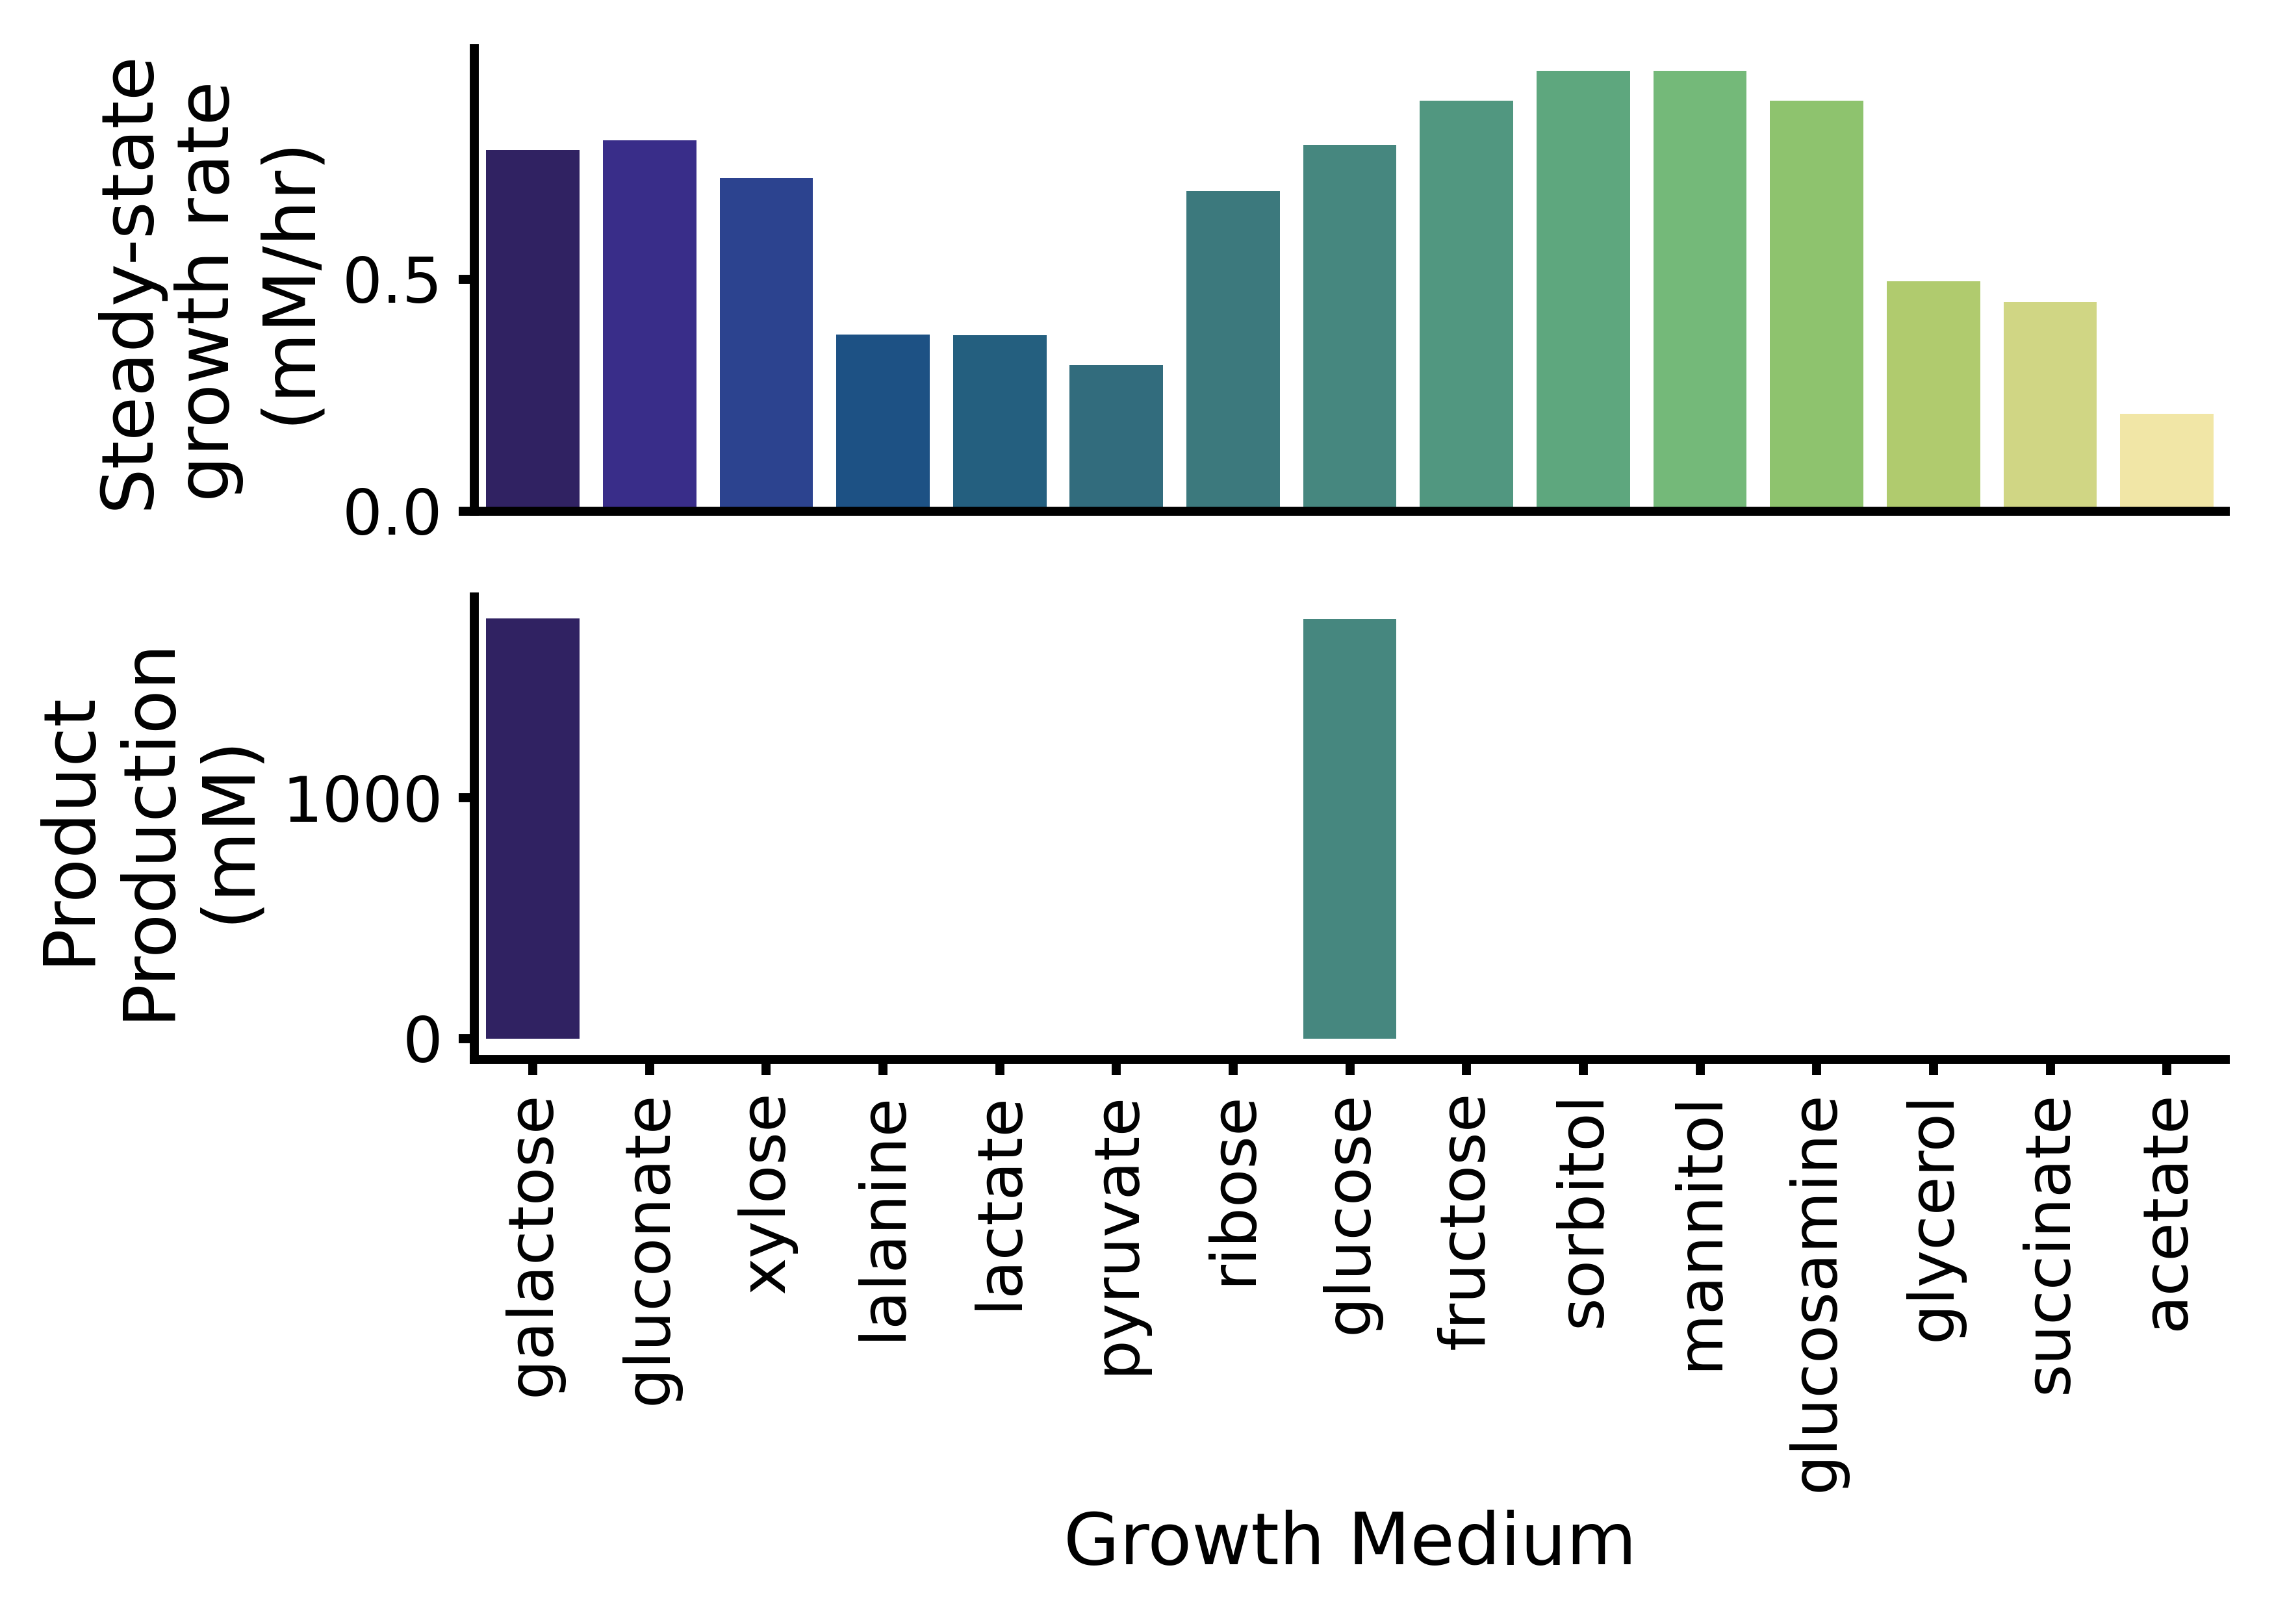 Steady-state
growth rate
(mM/hr)
0.5
0.0
Product
Production
(mM)
1000
0
galactose
gluconate
xylose
lalanine
lactate
pyruvate
ribose
glucose
fructose
sorbitol
mannitol
glucosamine
glycerol
succinate
acetate
Growth Medium